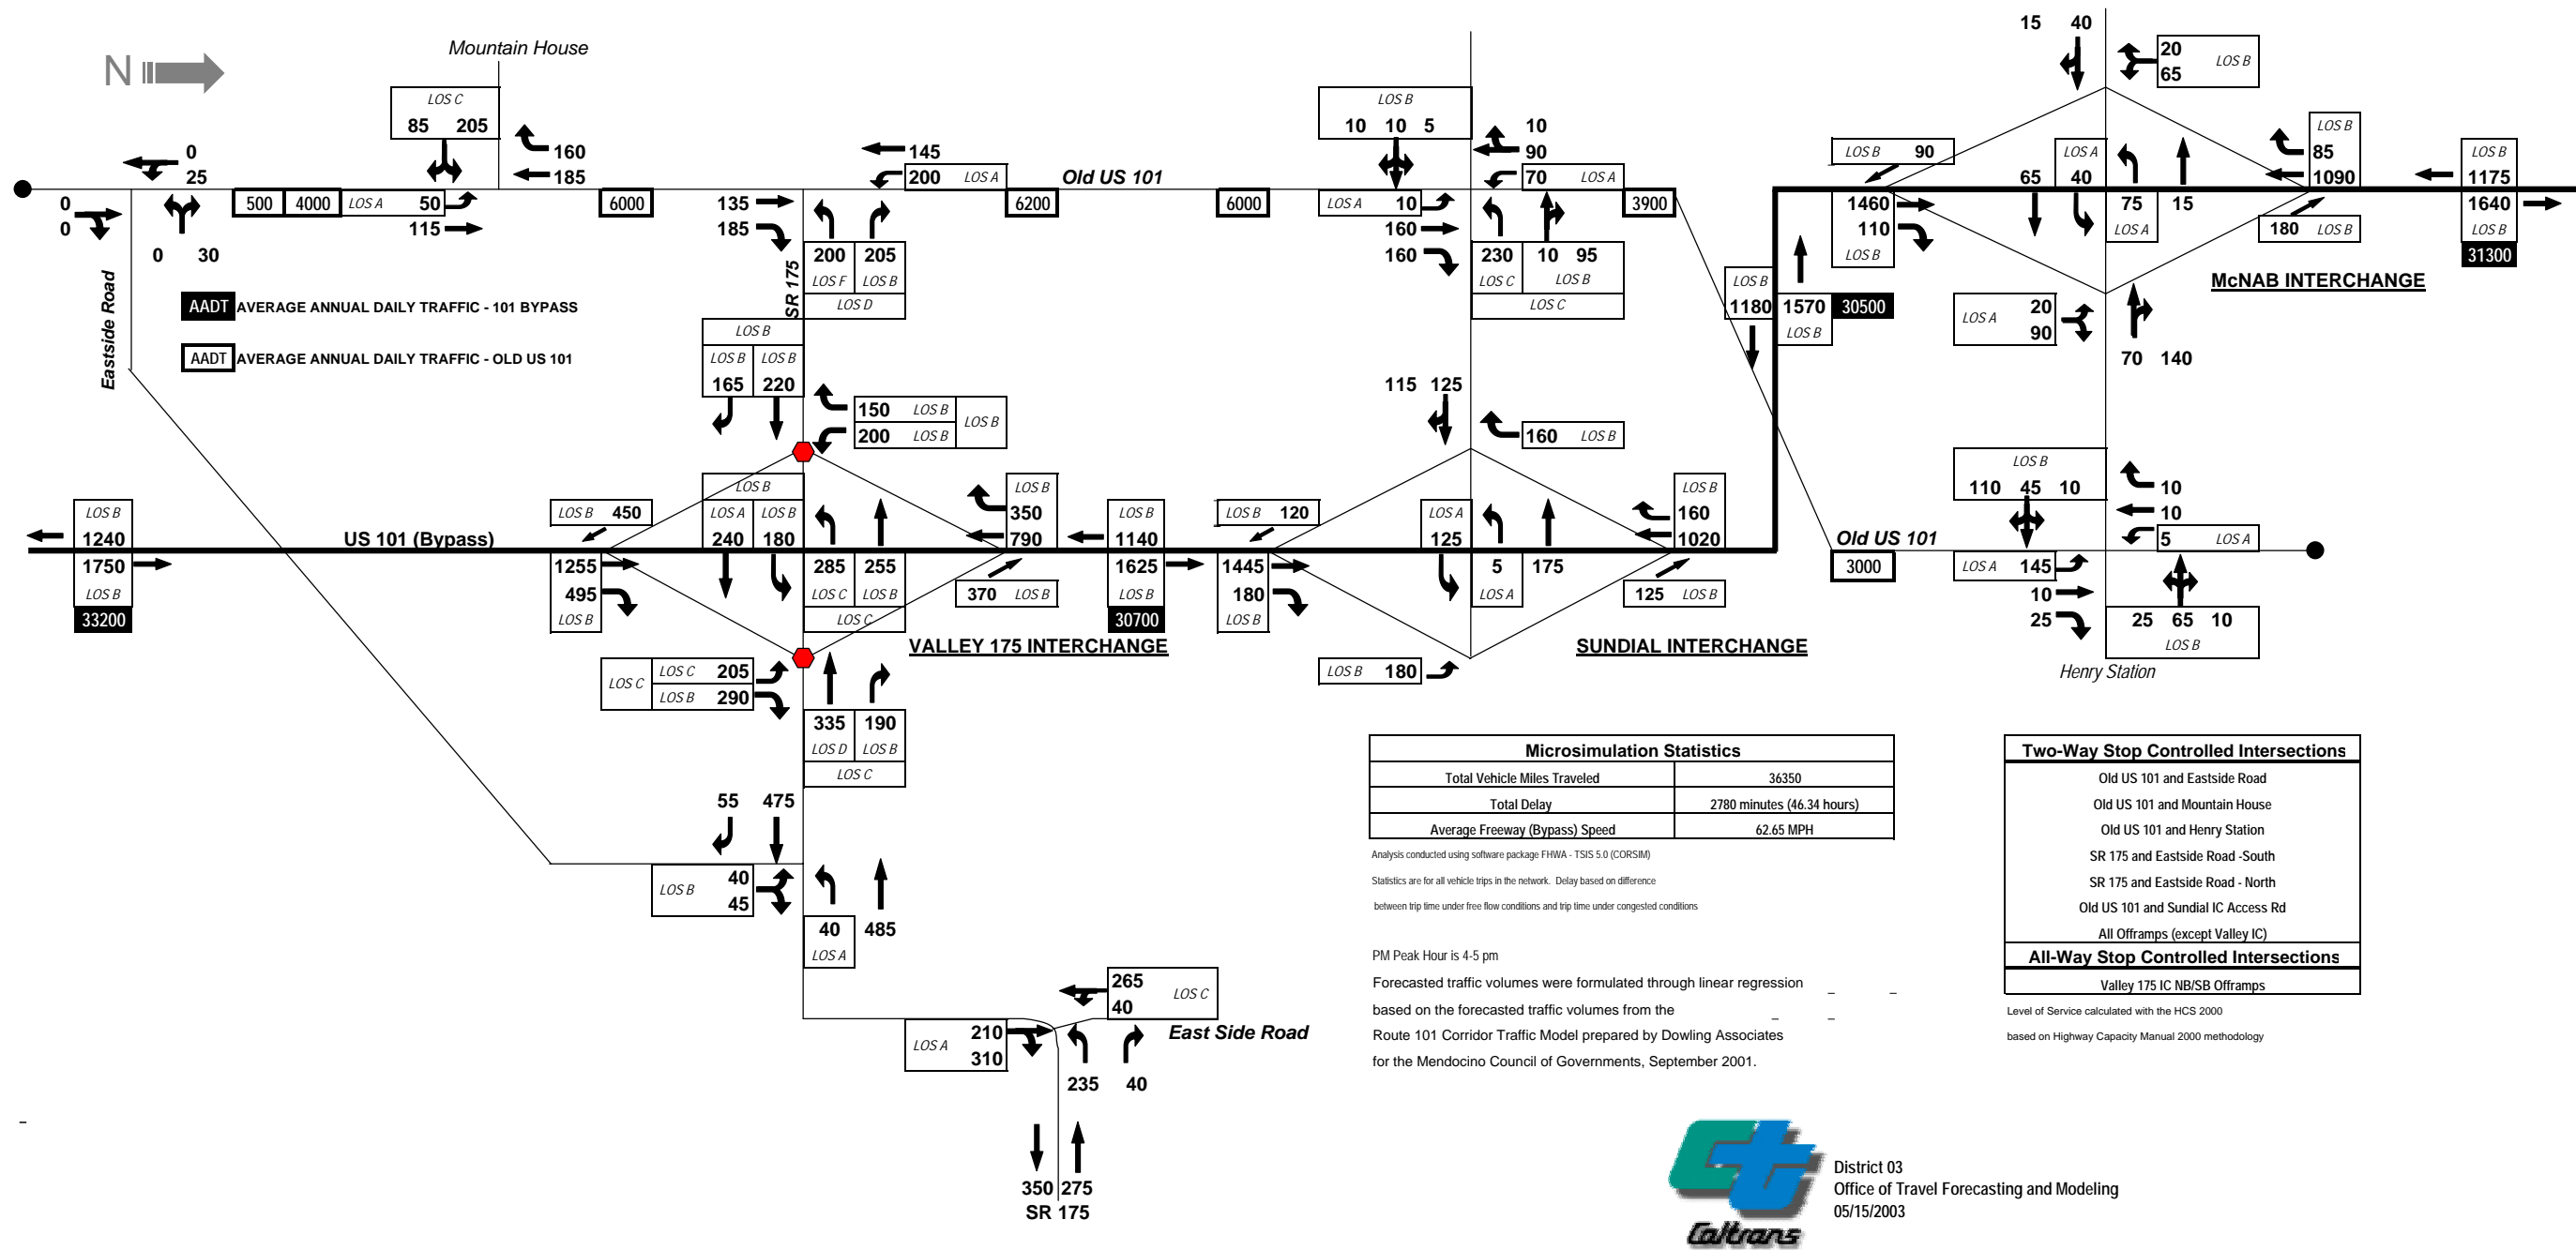 N
Mountain House
LOS C
85 205
0
25
160
185
0
0
0 30
500 4000 LOS A 50
115
6000
Eastside Road
AADT AVERAGE ANNUAL DAILY TRAFFIC - 101 BYPASS
AADT AVERAGE ANNUAL DAILY TRAFFIC - OLD US 101
135
185
SR 175
145
200 LOS A
6200
Old US 101
200 205
LOS F LOS B
LOS D
LOS B
LOS B LOS B
165 220
150 LOS B
200 LOS B
LOS B
6000
LOS B
10 10 5
10
90
70 LOS A
3900
LOS A 10
160
160
230 10 95
LOS C LOS B
LOS C
15 40
20
65
LOS B
LOS B 90
LOS A
65 40
75 15
LOS A
1460
110
LOS B
LOS B
85
1090
180 LOS B
LOS B
1175
1640
LOS B
31300
McNAB INTERCHANGE
LOS B
1180 1570 30500
LOS B
LOS A
20
90
70 140
LOS B
1240
1750
LOS B
33200
US 101 (Bypass)
LOS B 450
1255
495
LOS B
LOS B
LOS A LOS B
240 180
285 255
LOS C LOS B
LOS C
LOS B
350
790
370 LOS B
LOS B
1140
1625
LOS B
30700
VALLEY 175 INTERCHANGE
115 125
160 LOS B
LOS B 120
1445
180
LOS B
LOS A
125
5 175
LOS A
LOS B
160
1020
125 LOS B
LOS B 180
SUNDIAL INTERCHANGE
Old US 101
3000
LOS B
110 45 10
10
10
5 LOS A
LOS A 145
10
25
25 65 10
LOS B
Henry Station
LOS C
LOS C 205
LOS B 290
335 190
LOS D LOS B
LOS C
55 475
LOS B
40
45
40 485
LOS A
265
40
LOS C
LOS A
210
310
East Side Road
235 40
350 275
SR 175
Microsimulation Statistics
Total Vehicle Miles Traveled 36350
Total Delay 2780 minutes (46.34 hours)
Average Freeway (Bypass) Speed 62.65 MPH
Analysis conducted using software package FHWA - TSIS 5.0 (CORSIM)
Statistics are for all vehicle trips in the network. Delay based on difference
between trip time under free flow conditions and trip time under congested conditions
PM Peak Hour is 4-5 pm
Forecasted traffic volumes were formulated through linear regression
based on the forecasted traffic volumes from the
Route 101 Corridor Traffic Model prepared by Dowling Associates
for the Mendocino Council of Governments, September 2001.
Two-Way Stop Controlled Intersections
Old US 101 and Eastside Road
Old US 101 and Mountain House
Old US 101 and Henry Station
SR 175 and Eastside Road -South
SR 175 and Eastside Road - North
Old US 101 and Sundial IC Access Rd
All Offramps (except Valley IC)
All-Way Stop Controlled Intersections
Valley 175 IC NB/SB Offramps
Level of Service calculated with the HCS 2000
based on Highway Capacity Manual 2000 methodology
Ct
Caltrans
District 03
Office of Travel Forecasting and Modeling
05/15/2003